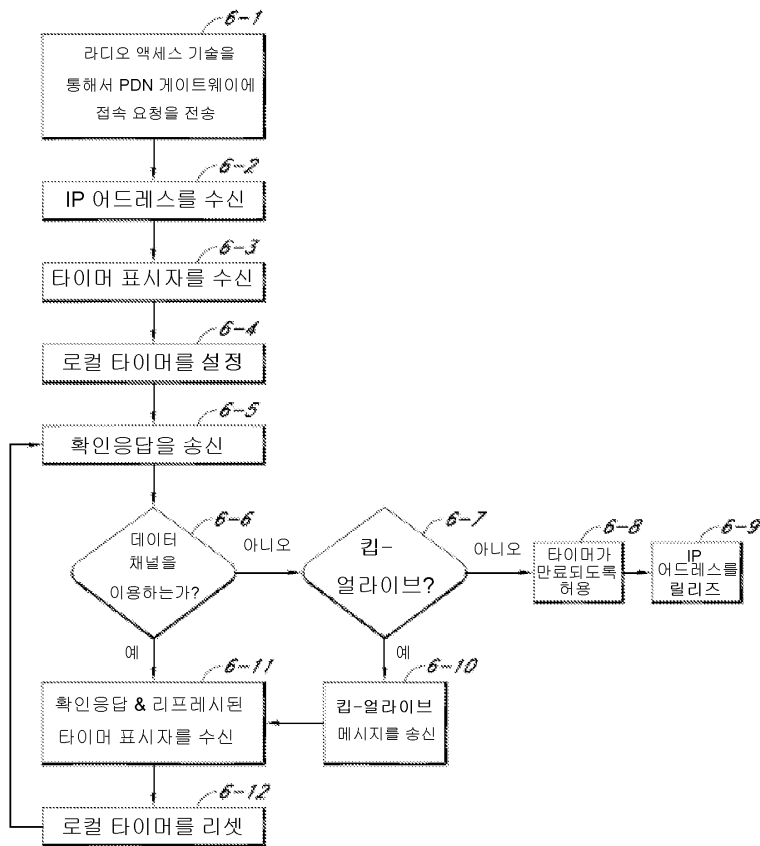 6-1
라디오 액세스 기술을
통해서 PDN 게이트웨이에
접속 요청을 전송
6-2
IP 어드레스를 수신
6-3
타이머 표시자를 수신
6-4
로컬 타이머를 설정
6-5
확인응답을 송신
6-6
데이터
채널을
이용하는가?
아니오
예
6-7
킵-
얼라이브?
아니오
예
6-8
타이머가
만료되도록
허용
6-9
IP
어드레스를
릴리즈
6-10
킵-얼라이브
메시지를 송신
6-11
확인응답 & 리프레시된
타이머 표시자를 수신
6-12
로컬 타이머를 리셋